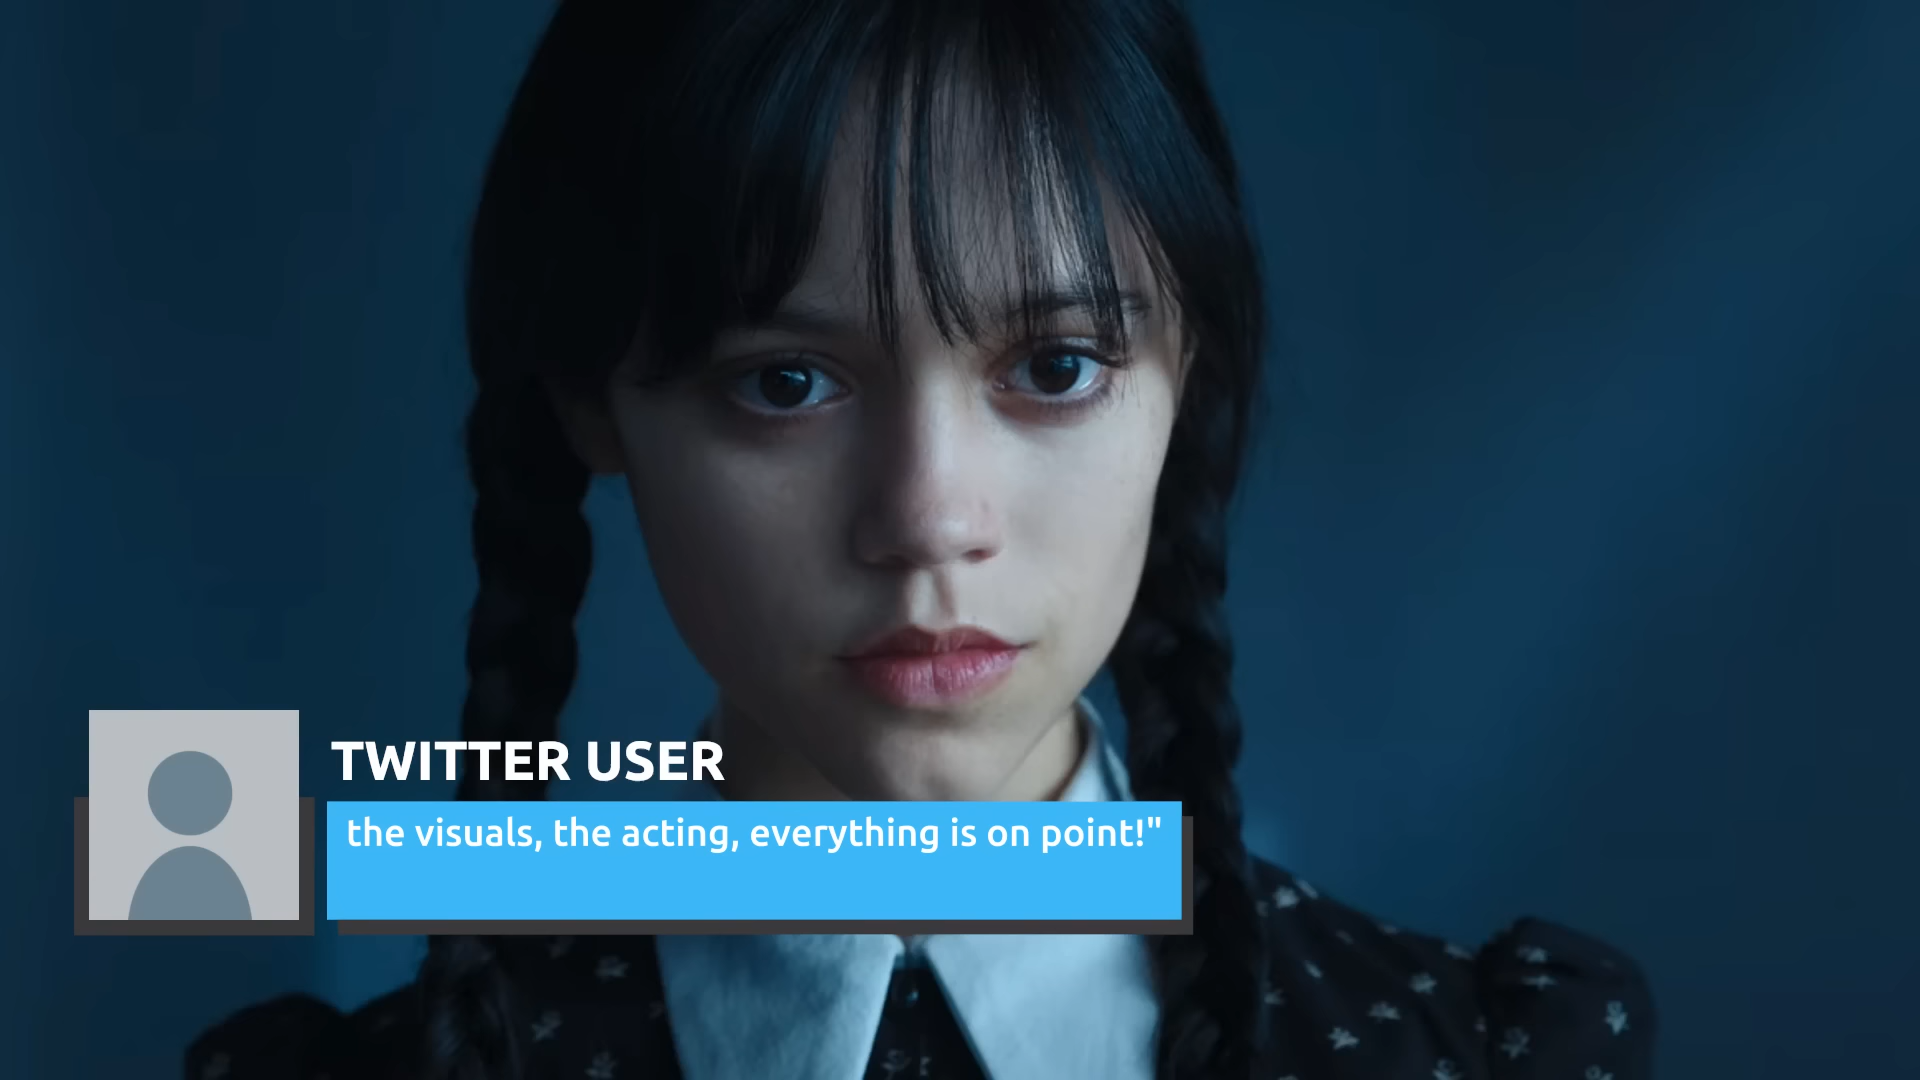 TWITTER USER
the visuals, the acting, everything is on point!"